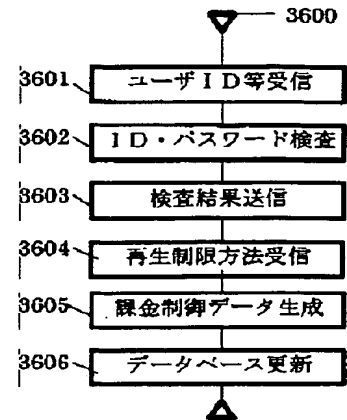 3600
3601 ユーザID等受信
3602 ID・パスワード検査
3603 検査結果送信
3604 再生制限方法受信
3605 課金制御データ生成
3606 データベース更新